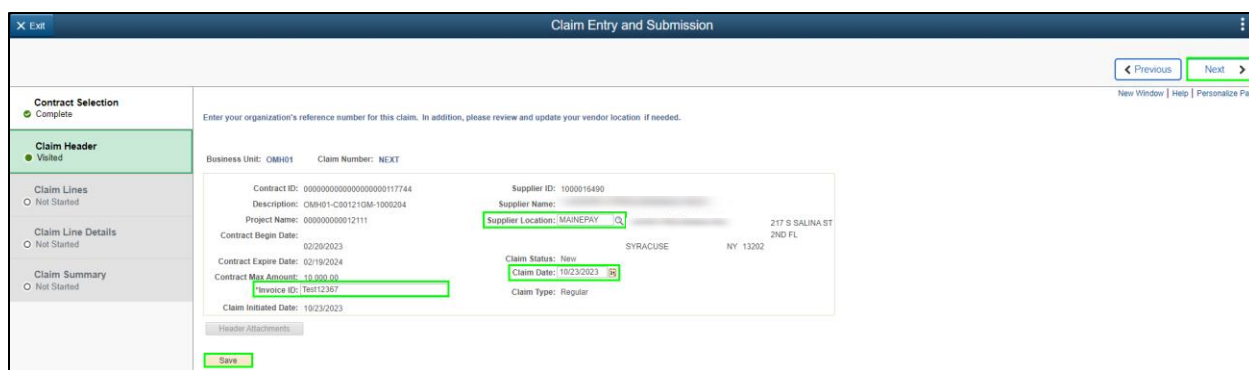 Exit
Claim Entry and Submission
Previous
Next
New Window | Help | Personalize Pa
Contract Selection
Complete
Claim Header
Visited
Claim Lines
Not Started
Claim Line Details
Not Started
Claim Summary
Not Started
Enter your organization's reference number for this claim. In addition, please review and update your vendor location if needed.
Business Unit: OMH01 Claim Number: NEXT
Supplier ID: 1000016490
Description: OMH01-C00121GM-1000204
Supplier Name:
Project Name: 000000000012111
Supplier Location: MAINEPAY
217 S SALINA ST
2ND FL
Contract Begin Date:
02/20/2023
SYRACUSE NY 13202
Contract Expire Date: 02/19/2024
Claim Status: New
Contract Max Amount: 10,000.00
Claim Date: 10/23/2023
*Invoice ID: Test12367
Claim Type: Regular
Claim Initiated Date: 10/23/2023
Header Attachments
Save